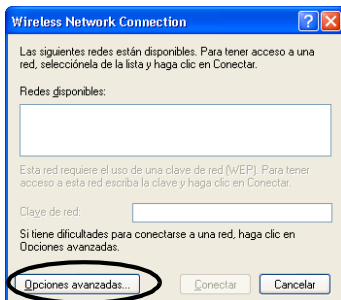 Wireless Network Connection
Las siguientes redes están disponibles. Para tener acceso a una
red, selecciónela de la lista y haga clic en Conectar.
Redes disponibles:
Esta red requiere el uso de una clave de red (WEP). Para tener
acceso a esta red escriba la clave y haga clic en Conectar.
Clave de red:
Si tiene dificultades para conectarse a una red, haga clic en
Opciones avanzadas.
Opciones avanzadas... Conectar Cancelar